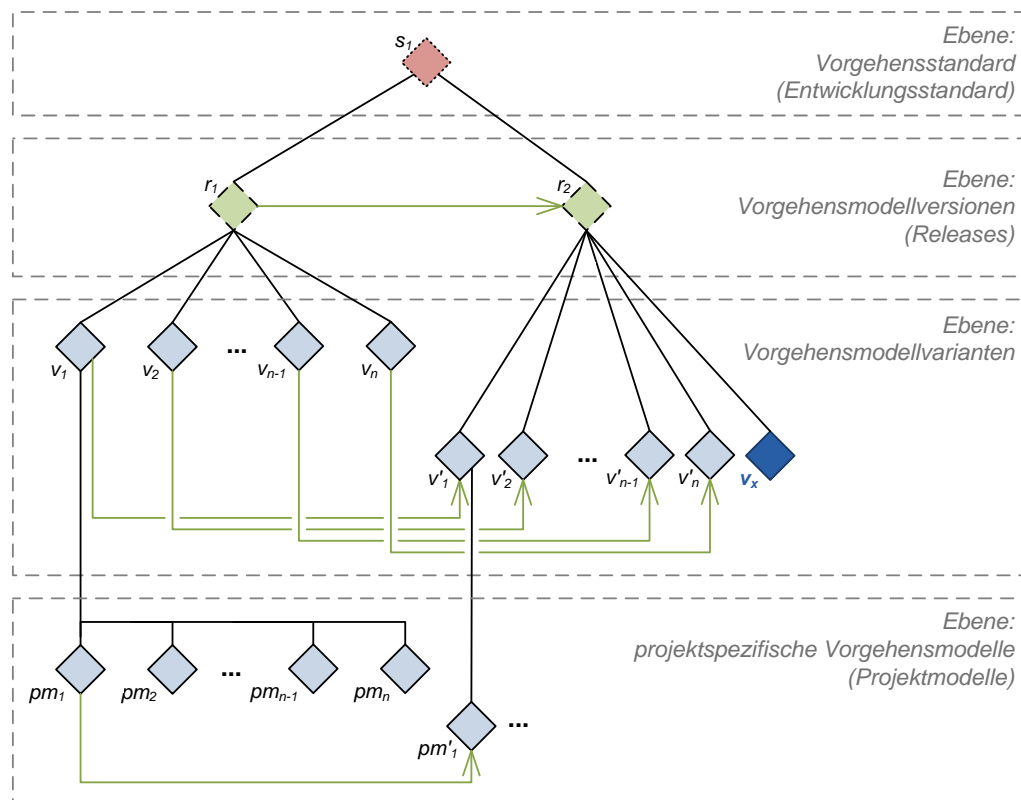 s1
Ebene:
Vorgehensstandard
(Entwicklungsstandard)
r1
r2
Ebene:
Vorgehensmodellversionen
(Releases)
Ebene:
Vorgehensmodellvarianten
v1
v2
...
vn-1
vn
v'1
v'2
...
v'n-1
v'n
vx
Ebene:
projektspezifische Vorgehensmodelle
(Projektmodelle)
pm1
pm2
...
pmn-1
pmn
pm'1
...